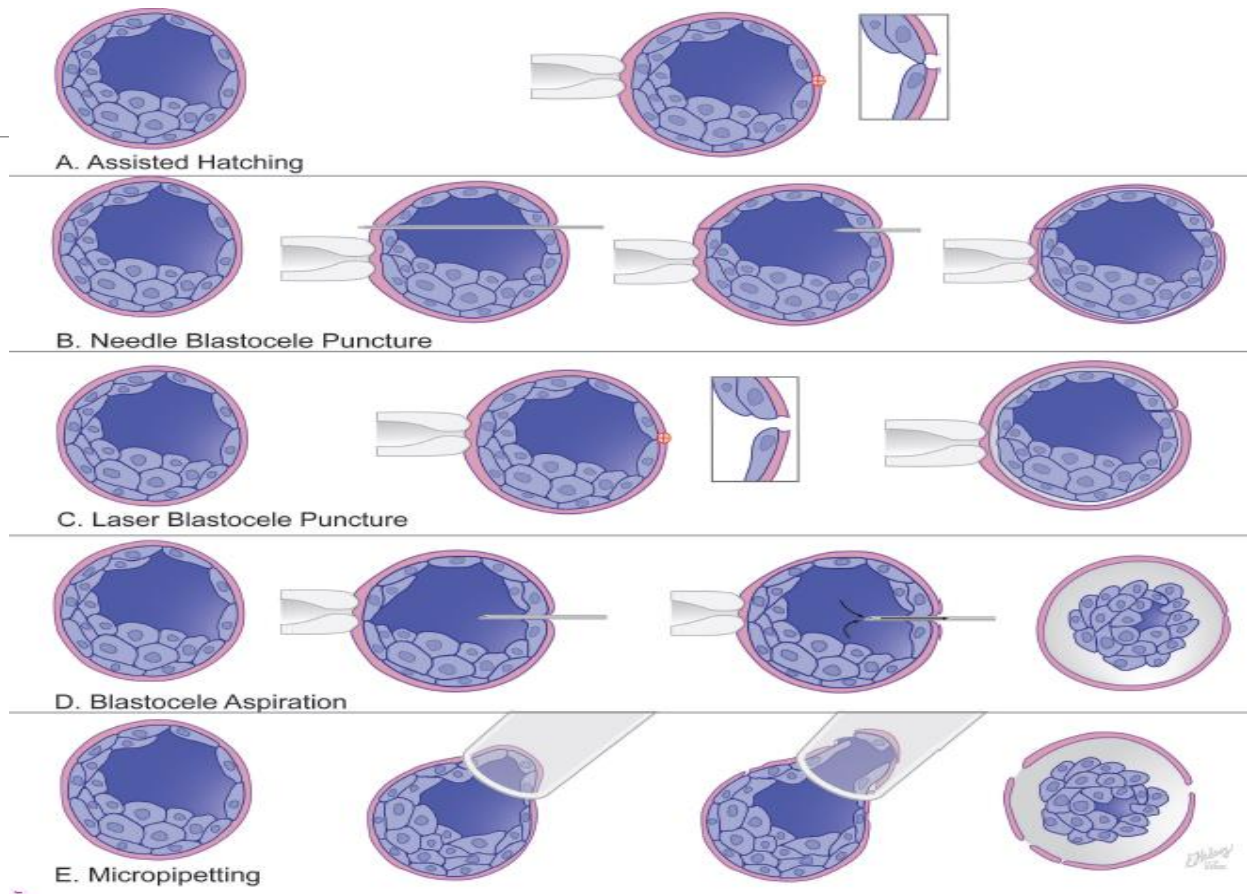 A. Assisted Hatching
B. Needle Blastocele Puncture
C. Laser Blastocele Puncture
D. Blastocele Aspiration
E. Micropipetting